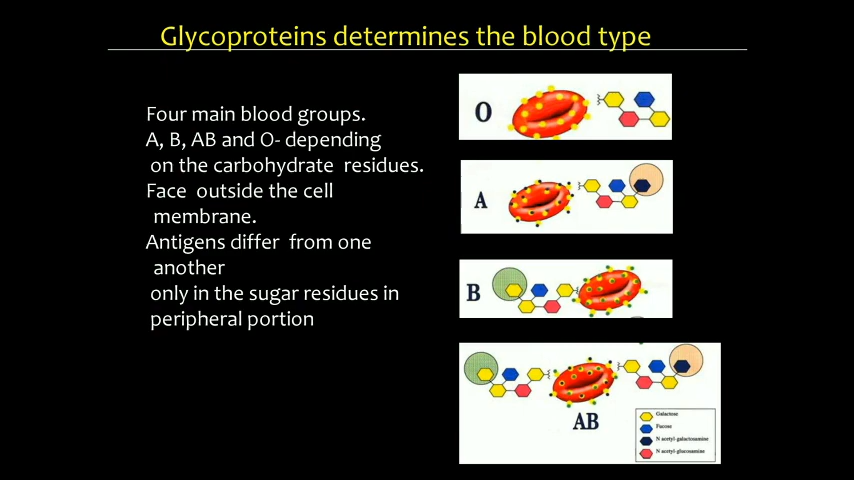 Glycoproteins determines the blood type
Four main blood groups.
A, B, AB and O- depending
on the carbohydrate residues.
Face outside the cell
membrane.
Antigens differ from one
another
only in the sugar residues in
peripheral portion
O
A
B
AB
Galactose
Fucose
N acetyl-galactosamine
N acetyl-glucosamine